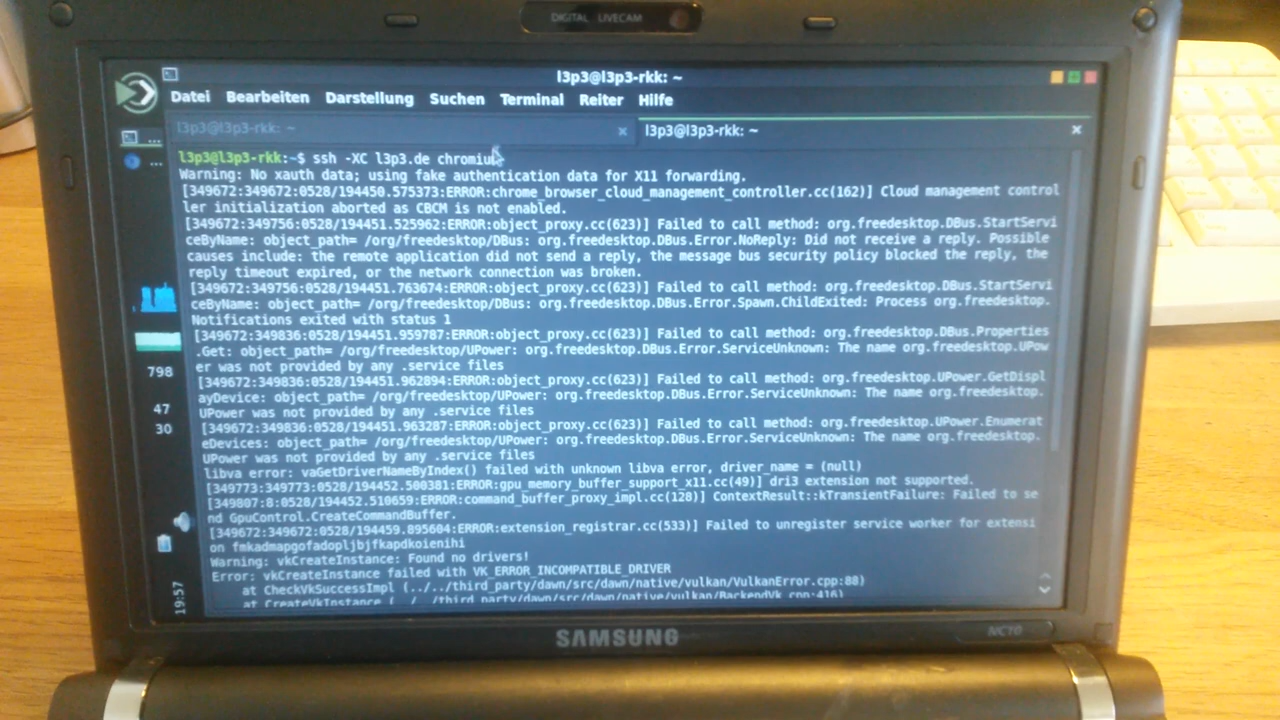 DIGITAL LIVECAM
l3p3@l3p3-rkk: ~
Datei Bearbeiten Darstellung Suchen Terminal Reiter Hilfe
l3p3@l3p3-rkk: ~ × l3p3@l3p3-rkk: ~ ×
l3p3@l3p3-rkk:~$ ssh -XC l3p3.de chromium
Warning: No xauth data; using fake authentication data for X11 forwarding.
[349672:349672:0528/194450.575373:ERROR:chrome_browser_cloud_management_controller.cc(162)] Cloud management control
ler initialization aborted as CBCM is not enabled.
[349672:349756:0528/194451.525962:ERROR:object_proxy.cc(623)] Failed to call method: org.freedesktop.DBus.StartServi
ceByName: object_path= /org/freedesktop/DBus: org.freedesktop.DBus.Error.NoReply: Did not receive a reply. Possible
causes include: the remote application did not send a reply, the message bus security policy blocked the reply, the
reply timeout expired, or the network connection was broken.
[349672:349756:0528/194451.763674:ERROR:object_proxy.cc(623)] Failed to call method: org.freedesktop.DBus.StartServi
ceByName: object_path= /org/freedesktop/DBus: org.freedesktop.DBus.Error.Spawn.ChildExited: Process org.freedesktop.
Notifications exited with status 1
[349672:349836:0528/194451.959787:ERROR:object_proxy.cc(623)] Failed to call method: org.freedesktop.DBus.Properties
.Get: object_path= /org/freedesktop/UPower: org.freedesktop.DBus.Error.ServiceUnknown: The name org.freedesktop.UPow
er was not provided by any .service files
[349672:349836:0528/194451.962894:ERROR:object_proxy.cc(623)] Failed to call method: org.freedesktop.UPower.GetDispl
ayDevice: object_path= /org/freedesktop/UPower: org.freedesktop.DBus.Error.ServiceUnknown: The name org.freedesktop.
UPower was not provided by any .service files
[349672:349836:0528/194451.963287:ERROR:object_proxy.cc(623)] Failed to call method: org.freedesktop.UPower.Enumerat
eDevices: object_path= /org/freedesktop/UPower: org.freedesktop.DBus.Error.ServiceUnknown: The name org.freedesktop.
UPower was not provided by any .service files
libva error: vaGetDriverNameByIndex() failed with unknown libva error, driver_name = (null)
[349773:349773:0528/194452.500381:ERROR:gpu_memory_buffer_support_x11.cc(49)] dri3 extension not supported.
[349807:8:0528/194452.510659:ERROR:command_buffer_proxy_impl.cc(128)] ContextResult::kTransientFailure: Failed to se
nd GpuControl.CreateCommandBuffer.
[349672:349672:0528/194459.895604:ERROR:extension_registrar.cc(533)] Failed to unregister service worker for extensi
on fmkadmapgofadopljbjfkapdkoienihi
Warning: vkCreateInstance: Found no drivers!
Error: vkCreateInstance failed with VK_ERROR_INCOMPATIBLE_DRIVER
at CheckVkSuccessImpl (../../third_party/dawn/src/dawn/native/vulkan/VulkanError.cpp:88)
at CreateVkInstance (../../third_party/dawn/src/dawn/native/vulkan/BackendVk.cpp:416)
798
47
30
19:57
SAMSUNG
NC10